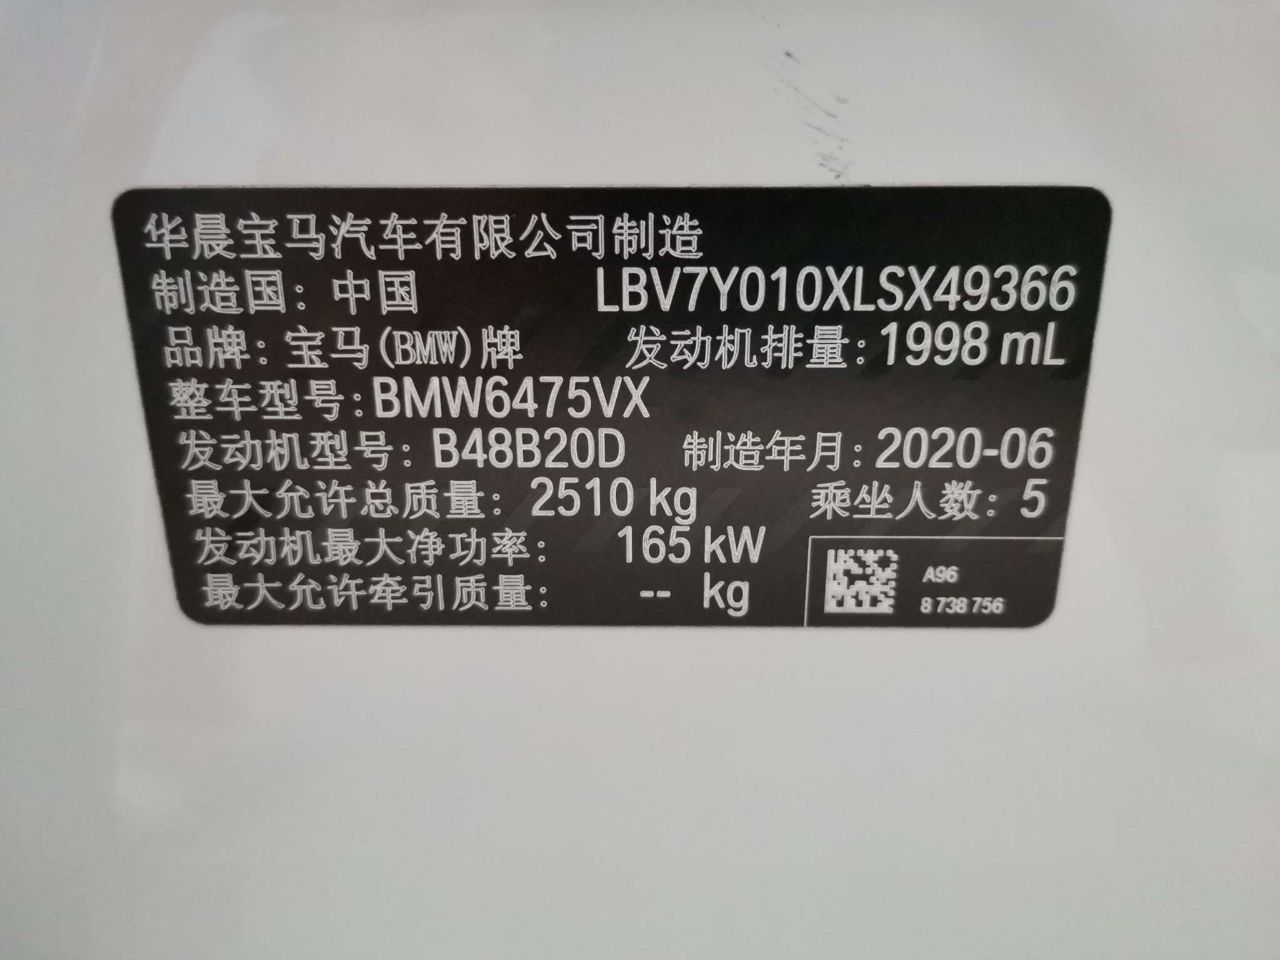 华晨宝马汽车有限公司制造
制造国：中国 LBV7Y010XLSX49366
品牌：宝马(BMW)牌 发动机排量：1998 mL
整车型号：BMW6475VX
发动机型号：B48B20D 制造年月：2020-06
最大允许总质量：2510 kg 乘坐人数：5
发动机最大净功率：165 kW
最大允许牵引质量：-- kg
A96
8 738 756